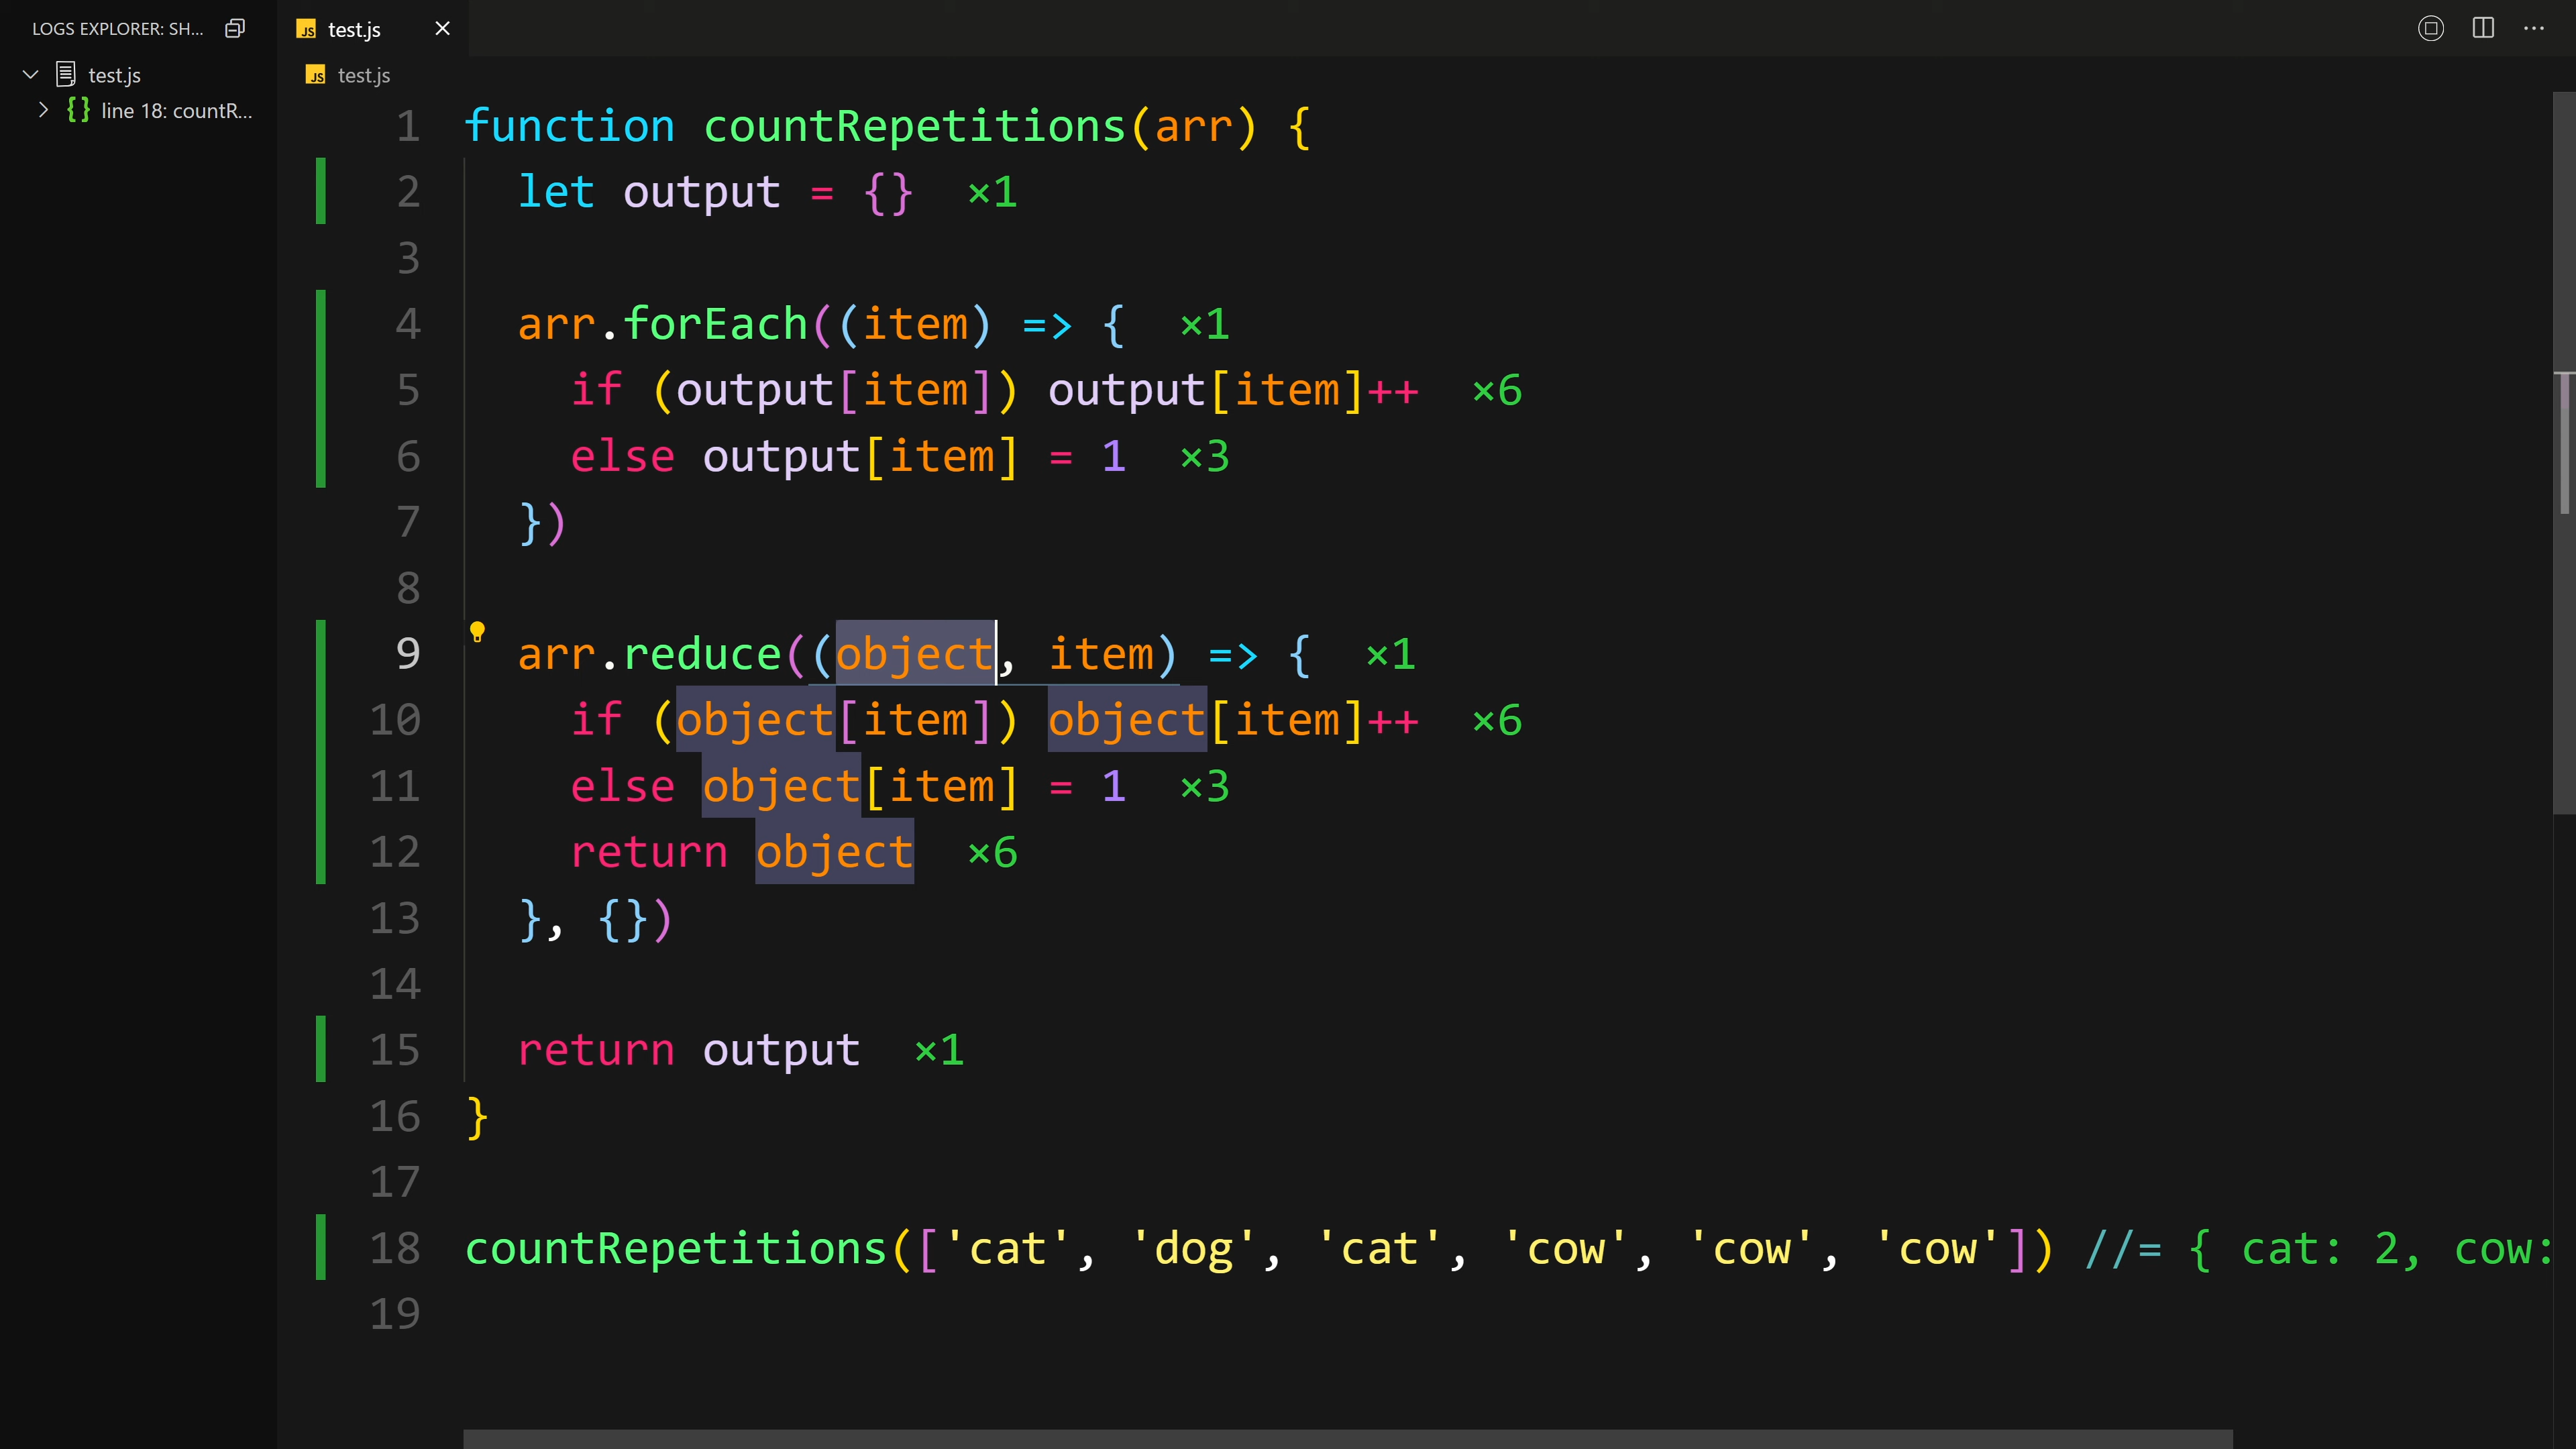 LOGS EXPLORER: SH...
test.js
line 18: countR...
JS test.js
JS test.js
1 function countRepetitions(arr) {
2   let output = {}  ×1
3
4   arr.forEach((item) => {  ×1
5     if (output[item]) output[item]++  ×6
6     else output[item] = 1  ×3
7   })
8
9   arr.reduce((object, item) => {  ×1
10     if (object[item]) object[item]++  ×6
11     else object[item] = 1  ×3
12     return object  ×6
13   }, {})
14
15   return output  ×1
16 }
17
18 countRepetitions(['cat', 'dog', 'cat', 'cow', 'cow', 'cow']) //= { cat: 2, cow:
19